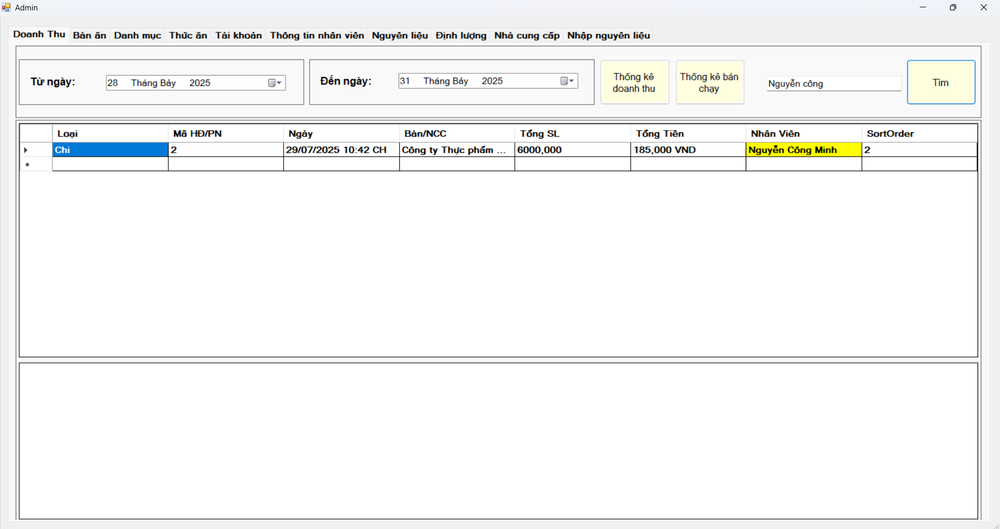 Admin
Doanh Thu Bàn ăn Danh mục Thức ăn Tài khoản Thông tin nhân viên Nguyên liệu Định lượng Nhà cung cấp Nhập nguyên liệu
Từ ngày: 28 Tháng Bảy 2025
Đến ngày: 31 Tháng Bảy 2025
Thống kê
doanh thu
Thống kê bán
chạy
Nguyễn công
Tìm
Loại Mã HĐ/PN Ngày Bàn/NCC Tổng SL Tổng Tiền Nhân Viên SortOrder
Chi 2 29/07/2025 10:42 CH Công ty Thực phẩm ... 6000,000 185,000 VND Nguyễn Công Minh 2